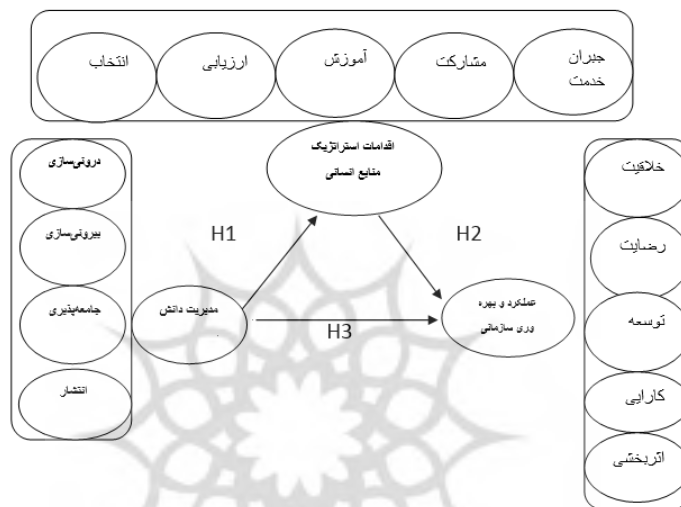 جبران
خدمت
مشارکت
آموزش
ارزیابی
انتخاب
اقدامات استراتژیک
منابع انسانی
درونی‌سازی
بیرونی‌سازی
جامعه‌پذیری
انتشار
مدیریت دانش
H1
H2
H3
عملکرد و بهره
وری سازمانی
خلاقیت
رضایت
توسعه
کارایی
اثربخشی